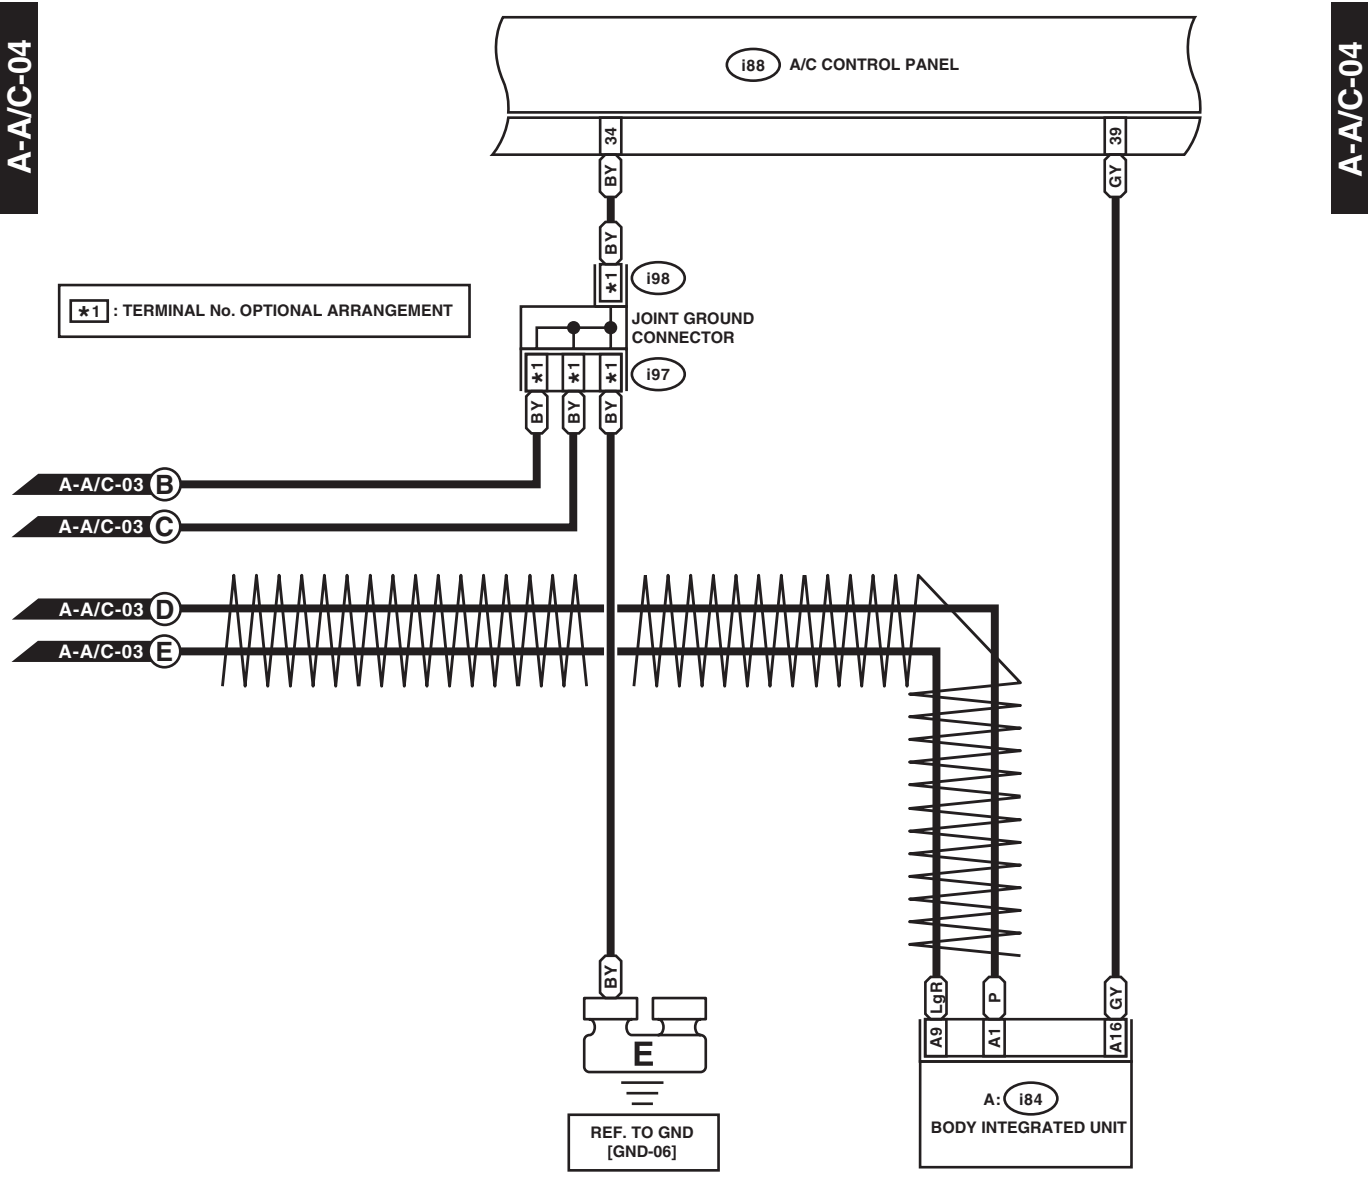 A-A/C-04
A-A/C-04
i88 A/C CONTROL PANEL
34
39
BY
GY
BY
*1
i98
*1 : TERMINAL No. OPTIONAL ARRANGEMENT
JOINT GROUND
CONNECTOR
*1 *1 *1
i97
BY BY BY
A-A/C-03 B
A-A/C-03 C
A-A/C-03 D
A-A/C-03 E
BY
LgR P GY
A9 A1 A16
E
A: i84
BODY INTEGRATED UNIT
REF. TO GND
[GND-06]